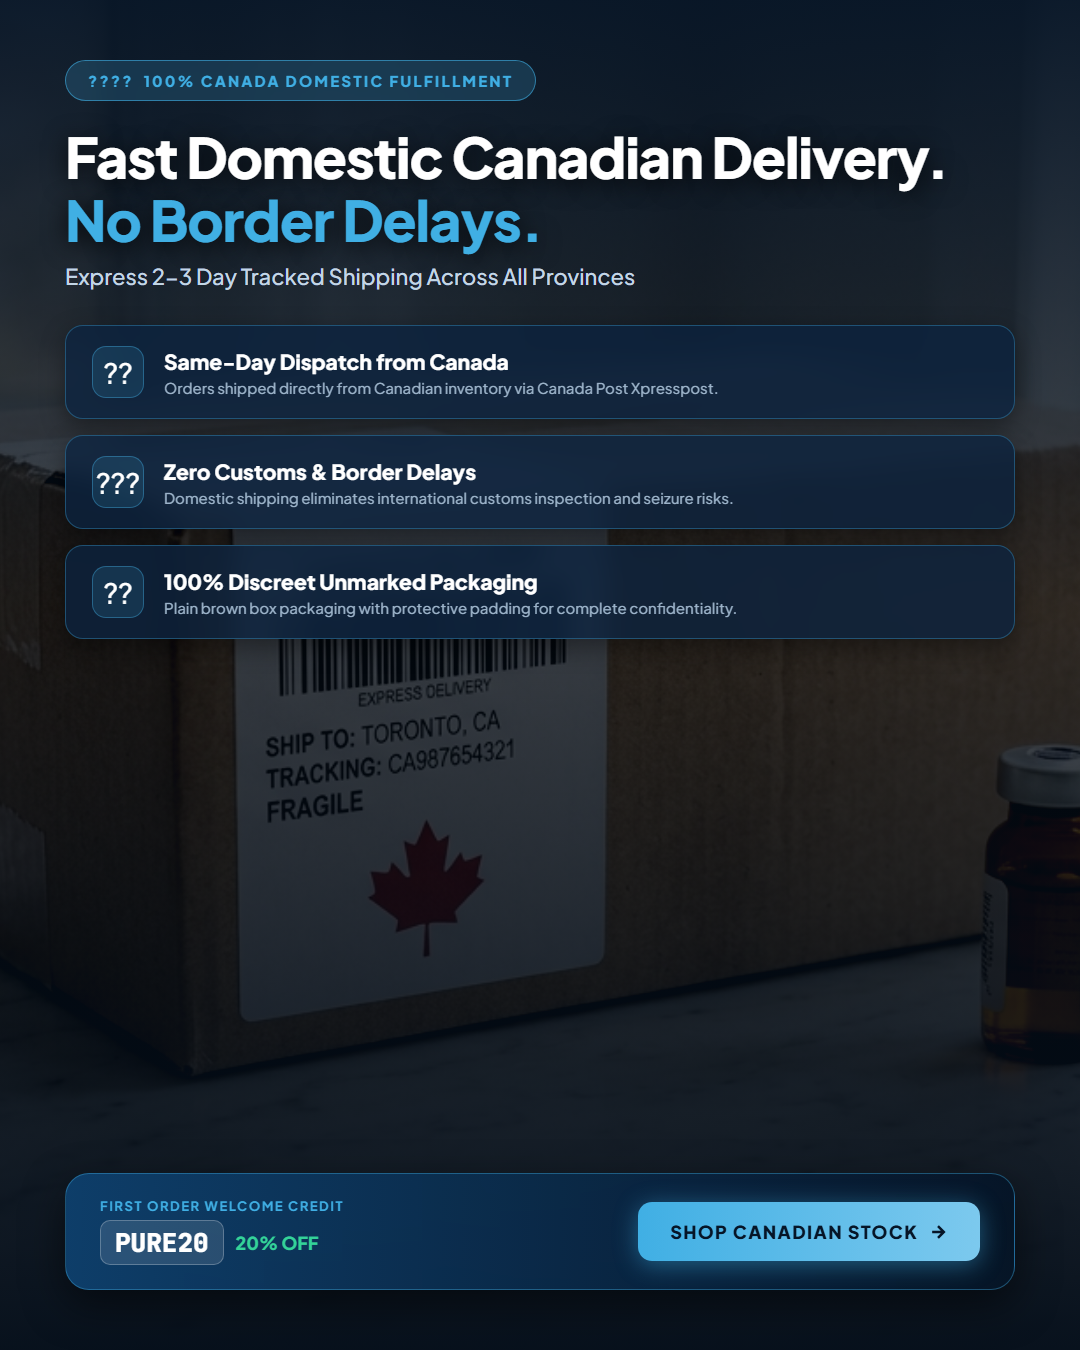 ???? 100% CANADA DOMESTIC FULFILLMENT
Fast Domestic Canadian Delivery.
No Border Delays.
Express 2–3 Day Tracked Shipping Across All Provinces
??
Same-Day Dispatch from Canada
Orders shipped directly from Canadian inventory via Canada Post Xpresspost.
???
Zero Customs & Border Delays
Domestic shipping eliminates international customs inspection and seizure risks.
??
100% Discreet Unmarked Packaging
Plain brown box packaging with protective padding for complete confidentiality.
EXPRESS DELIVERY
SHIP TO: TORONTO, CA
TRACKING: CA987654321
FRAGILE
FIRST ORDER WELCOME CREDIT
PURE20 20% OFF
SHOP CANADIAN STOCK →